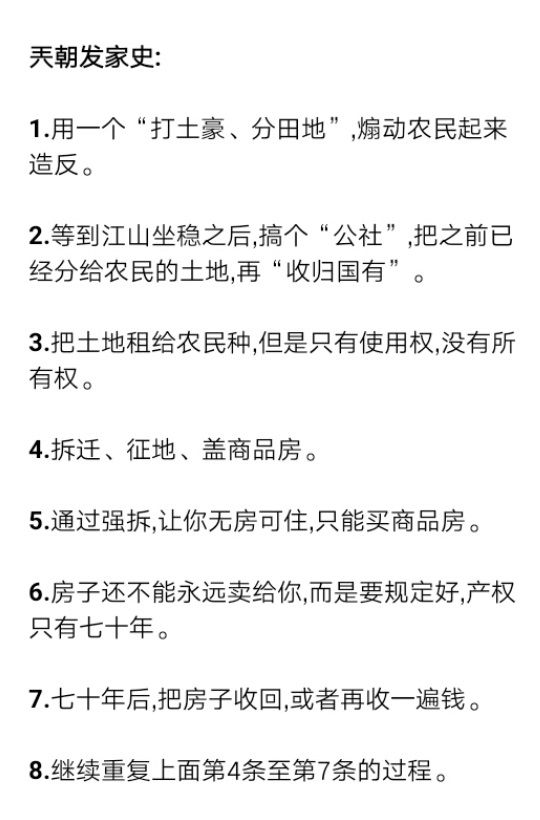 天朝发家史:
1.用一个“打土豪、分田地”,煽动农民起来
造反。
2.等到江山坐稳之后,搞个“公社”,把之前已
经分给农民的土地,再“收归国有”。
3.把土地租给农民种,但是只有使用权,没有所
有权。
4.拆迁、征地、盖商品房。
5.通过强拆,让你无房可住,只能买商品房。
6.房子还不能永远卖给你,而是要规定好,产权
只有七十年。
7.七十年后,把房子收回,或者再收一遍钱。
8.继续重复上面第4条至第7条的过程。